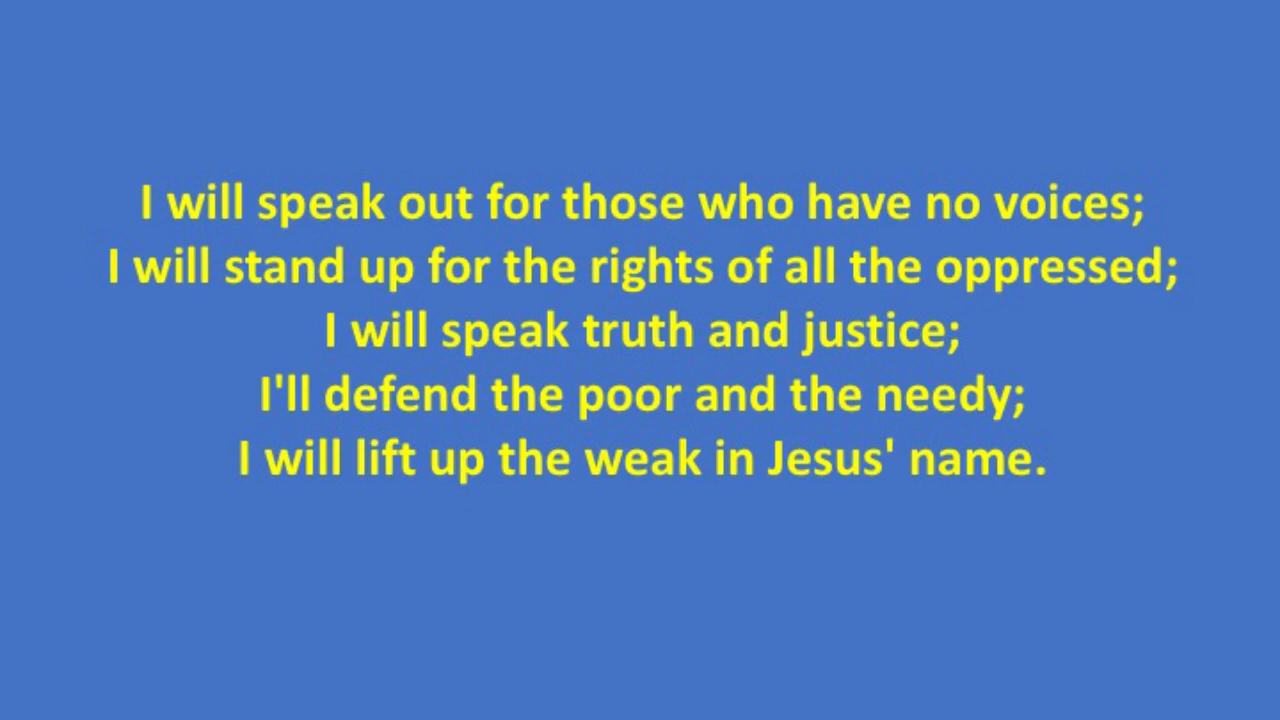 I will speak out for those who have no voices;
I will stand up for the rights of all the oppressed;
I will speak truth and justice;
I'll defend the poor and the needy;
I will lift up the weak in Jesus' name.